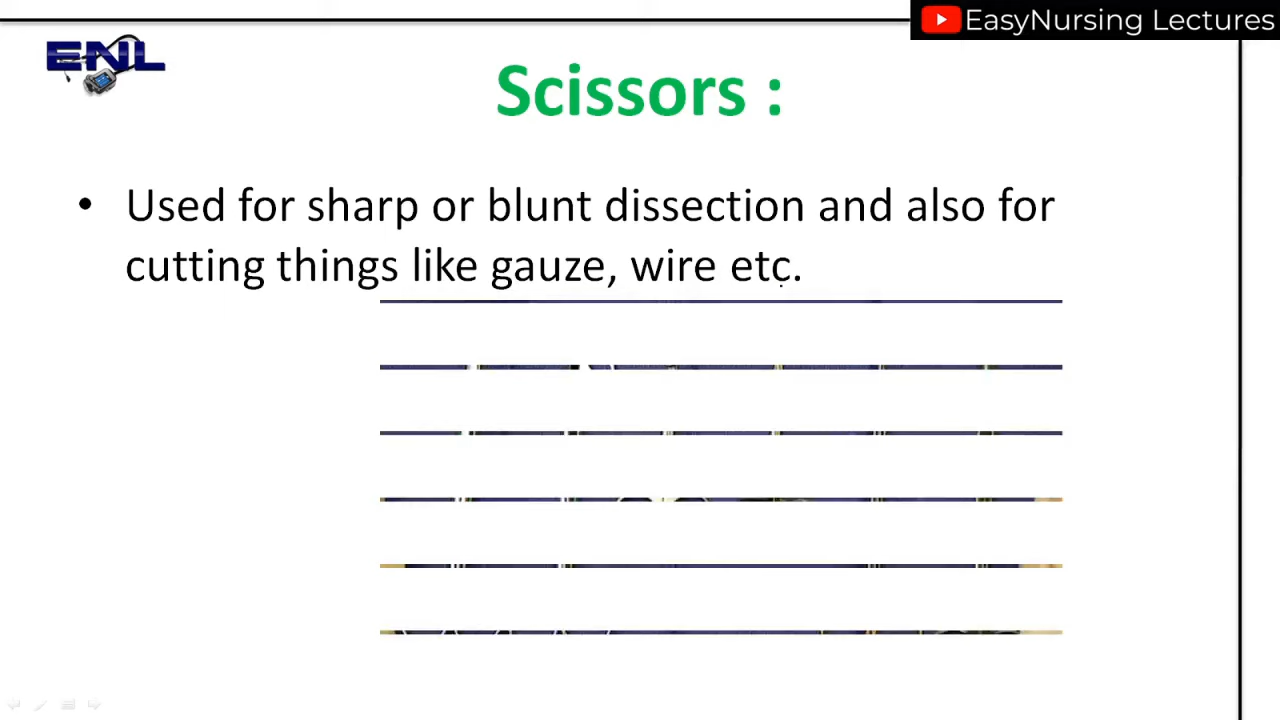 EasyNursing Lectures
ENL
Scissors :
• Used for sharp or blunt dissection and also for
cutting things like gauze, wire etc.